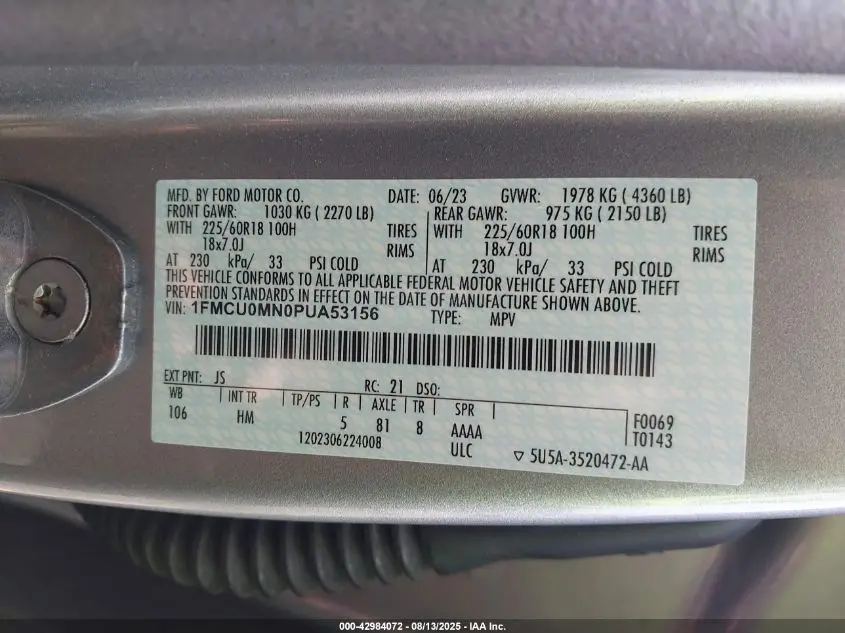 MFD. BY FORD MOTOR CO. DATE: 06/23 GVWR: 1978 KG ( 4360 LB)
FRONT GAWR: 1030 KG ( 2270 LB) REAR GAWR: 975 KG ( 2150 LB)
WITH 225/60R18 100H TIRES WITH 225/60R18 100H TIRES
18x7.0J RIMS 18x7.0J RIMS
AT 230 kPa/ 33 PSI COLD AT 230 kPa/ 33 PSI COLD
THIS VEHICLE CONFORMS TO ALL APPLICABLE FEDERAL MOTOR VEHICLE SAFETY AND THEFT
PREVENTION STANDARDS IN EFFECT ON THE DATE OF MANUFACTURE SHOWN ABOVE.
VIN: 1FMCU0MN0PUA53156 TYPE: MPV
EXT PNT: JS RC: 21 DSO:
WB INT TR TP/PS R AXLE TR SPR
106 HM 5 81 8 AAAA
F0069
T0143
1202306224008 ULC ▽ 5U5A-3520472-AA
000-42984072 - 08/13/2025 - IAA Inc.